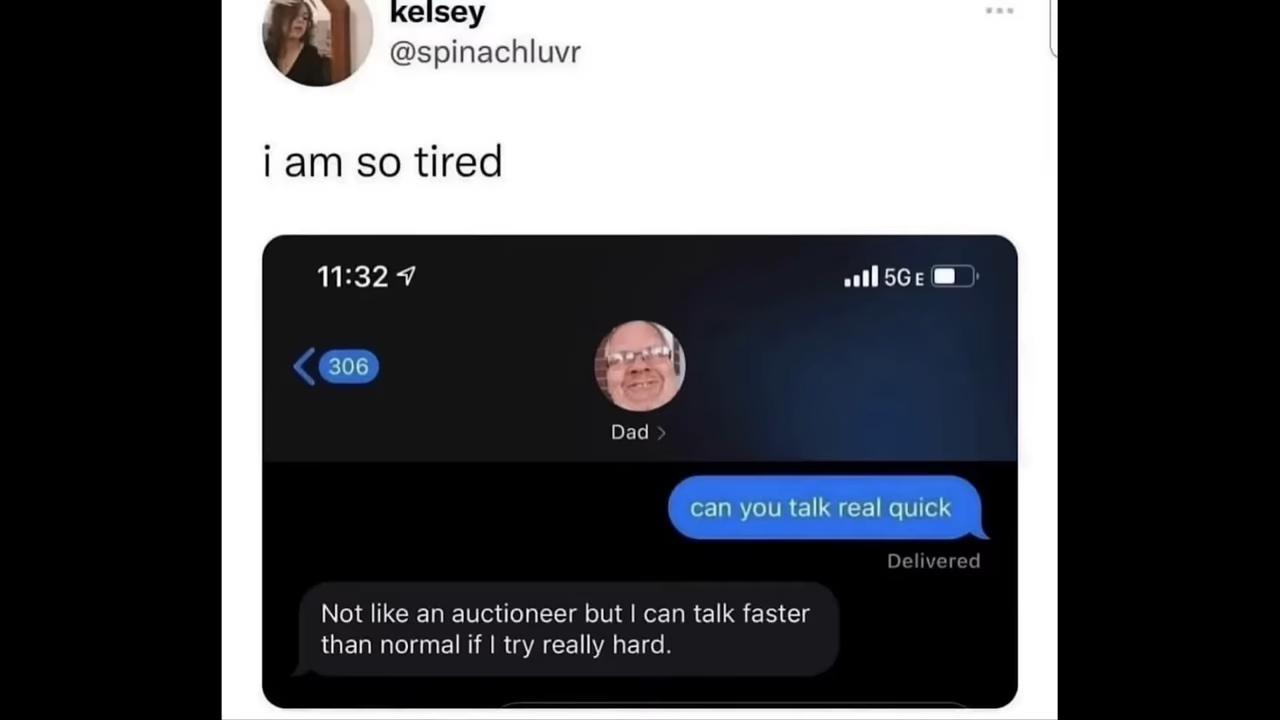 kelsey
@spinachluvr
i am so tired
11:32
5GE
306
Dad
can you talk real quick
Delivered
Not like an auctioneer but I can talk faster
than normal if I try really hard.